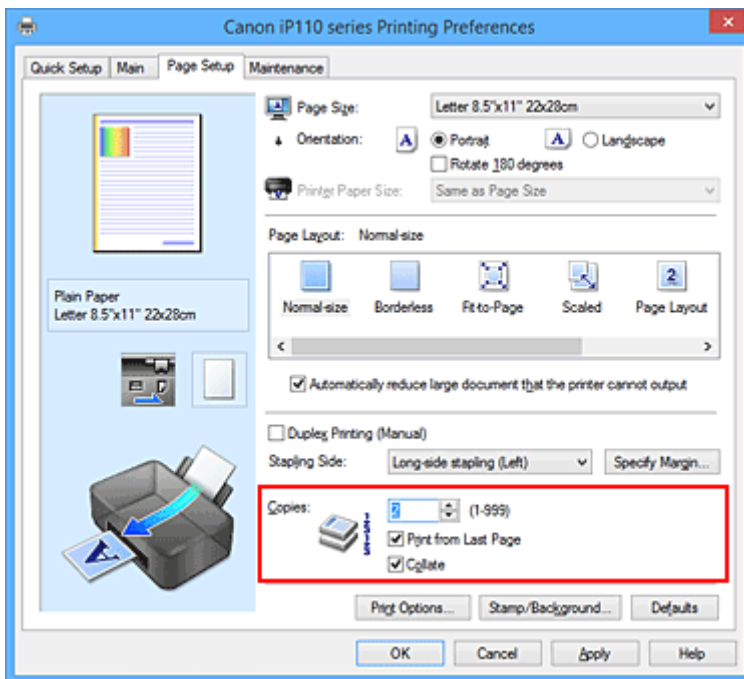 Canon iP110 series Printing Preferences
Quick Setup Main Page Setup Maintenance
Page Size: Letter 8.5"x11" 22x28cm
Orientation: A Portrait A Landscape
Rotate 180 degrees
Printer Paper Size: Same as Page Size
Page Layout: Normal-size
2
Normal-size Borderless Fit-to-Page Scaled Page Layout
Plain Paper
Letter 8.5"x11" 22x28cm
Automatically reduce large document that the printer cannot output
Duplex Printing (Manual)
Stapling Side: Long-side stapling (Left) Specify Margin...
Copies: 2 (1-999)
Print from Last Page
Collate
A
Print Options... Stamp/Background... Defaults
OK Cancel Apply Help